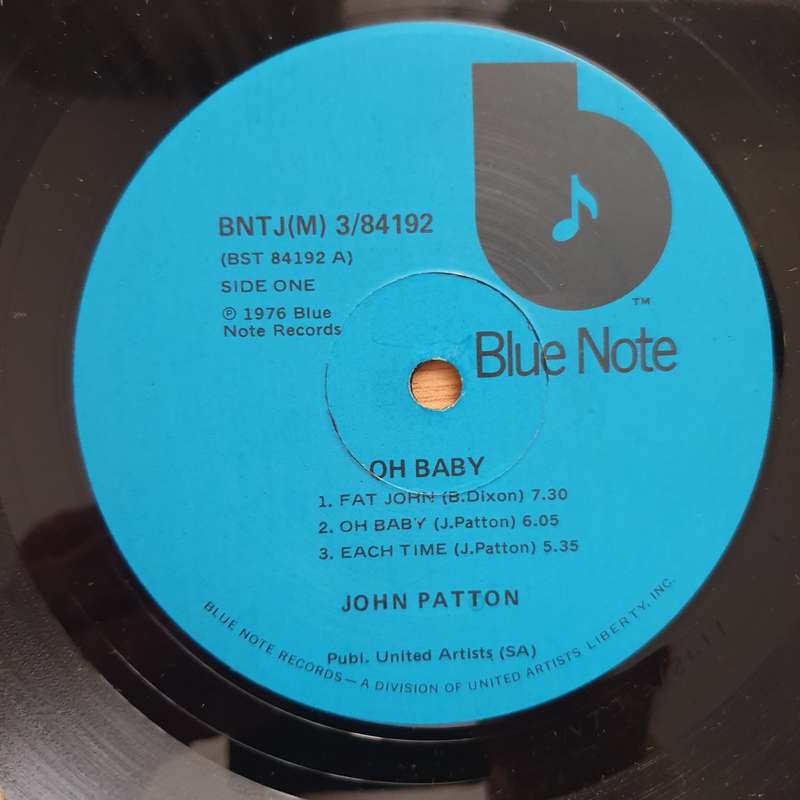 BNTJ(M) 3/84192
(BST 84192 A)
SIDE ONE
℗ 1976 Blue
Note Records
TM
Blue Note
OH BABY
1. FAT JOHN (B.Dixon) 7.30
2. OH BABY (J.Patton) 6.05
3. EACH TIME (J.Patton) 5.35
JOHN PATTON
Publ. United Artists (SA)
BLUE NOTE RECORDS — A DIVISION OF UNITED ARTISTS LIBERTY, INC.